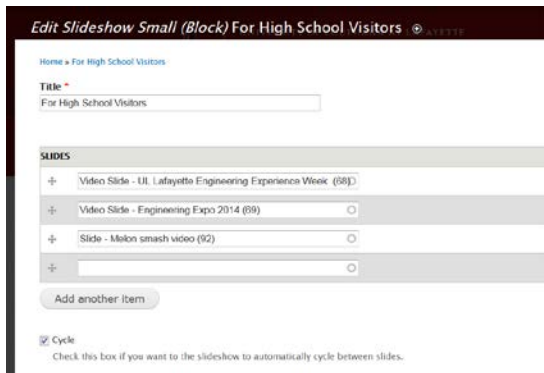 Edit Slideshow Small (Block) For High School Visitors
Home » For High School Visitors
Title *
For High School Visitors
SLIDES
Video Slide - UL Lafayette Engineering Experience Week (68)
Video Slide - Engineering Expo 2014 (69)
Slide - Melon smash video (92)
Add another item
Cycle
Check this box if you want to the slideshow to automatically cycle between slides.